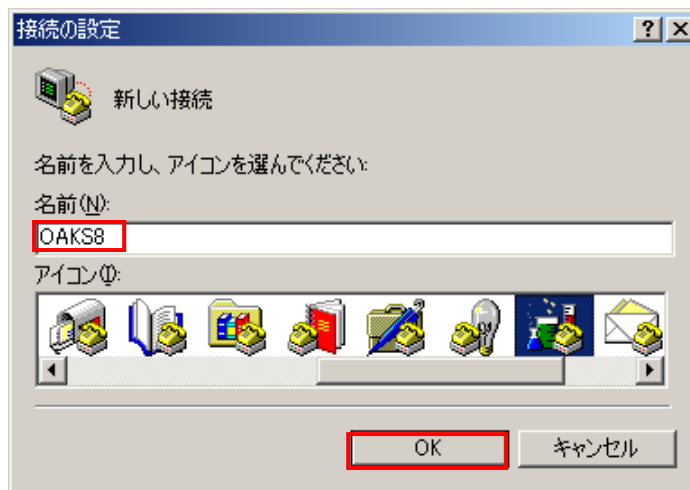 接続の設定
新しい接続
名前を入力し、アイコンを選んでください:
名前(N):
OAKS8
アイコン(I):
OK キャンセル